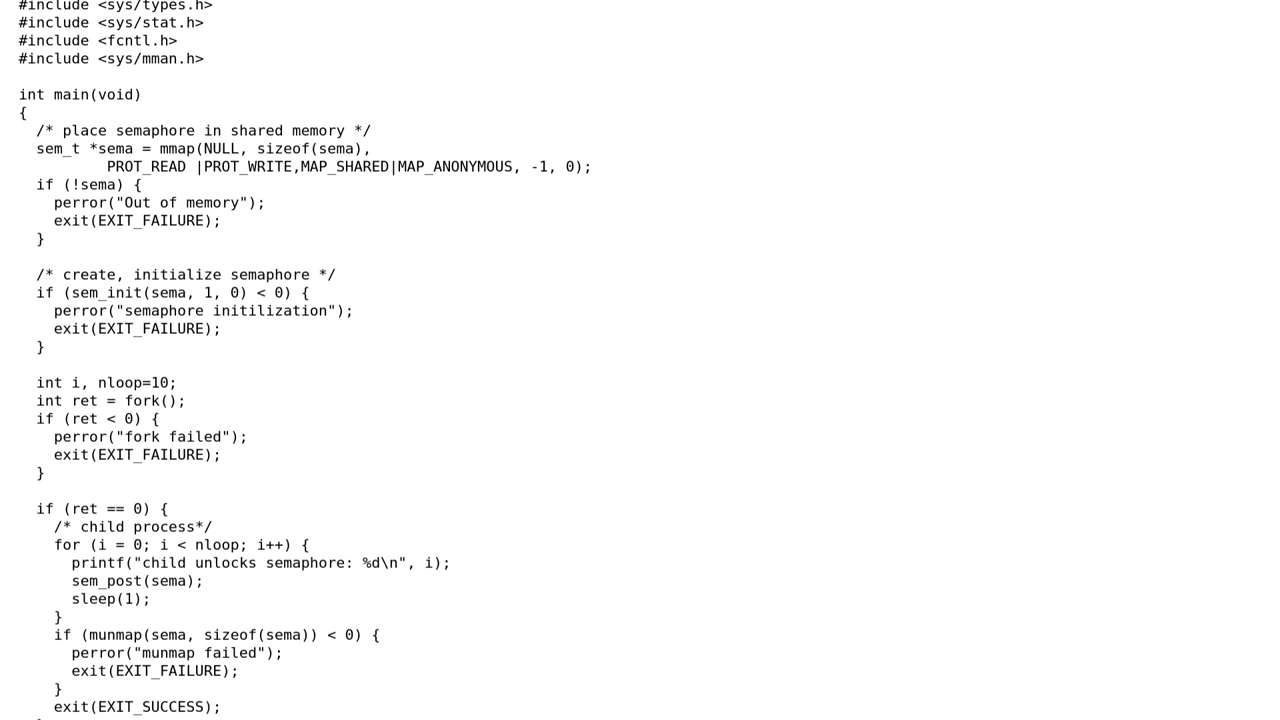 #include <sys/types.h>
#include <sys/stat.h>
#include <fcntl.h>
#include <sys/mman.h>

int main(void)
{
  /* place semaphore in shared memory */
  sem_t *sema = mmap(NULL, sizeof(sema),
          PROT_READ |PROT_WRITE,MAP_SHARED|MAP_ANONYMOUS, -1, 0);
  if (!sema) {
    perror("Out of memory");
    exit(EXIT_FAILURE);
  }

  /* create, initialize semaphore */
  if (sem_init(sema, 1, 0) < 0) {
    perror("semaphore initilization");
    exit(EXIT_FAILURE);
  }

  int i, nloop=10;
  int ret = fork();
  if (ret < 0) {
    perror("fork failed");
    exit(EXIT_FAILURE);
  }

  if (ret == 0) {
    /* child process*/
    for (i = 0; i < nloop; i++) {
      printf("child unlocks semaphore: %d\n", i);
      sem_post(sema);
      sleep(1);
    }
    if (munmap(sema, sizeof(sema)) < 0) {
      perror("munmap failed");
      exit(EXIT_FAILURE);
    }
    exit(EXIT_SUCCESS);